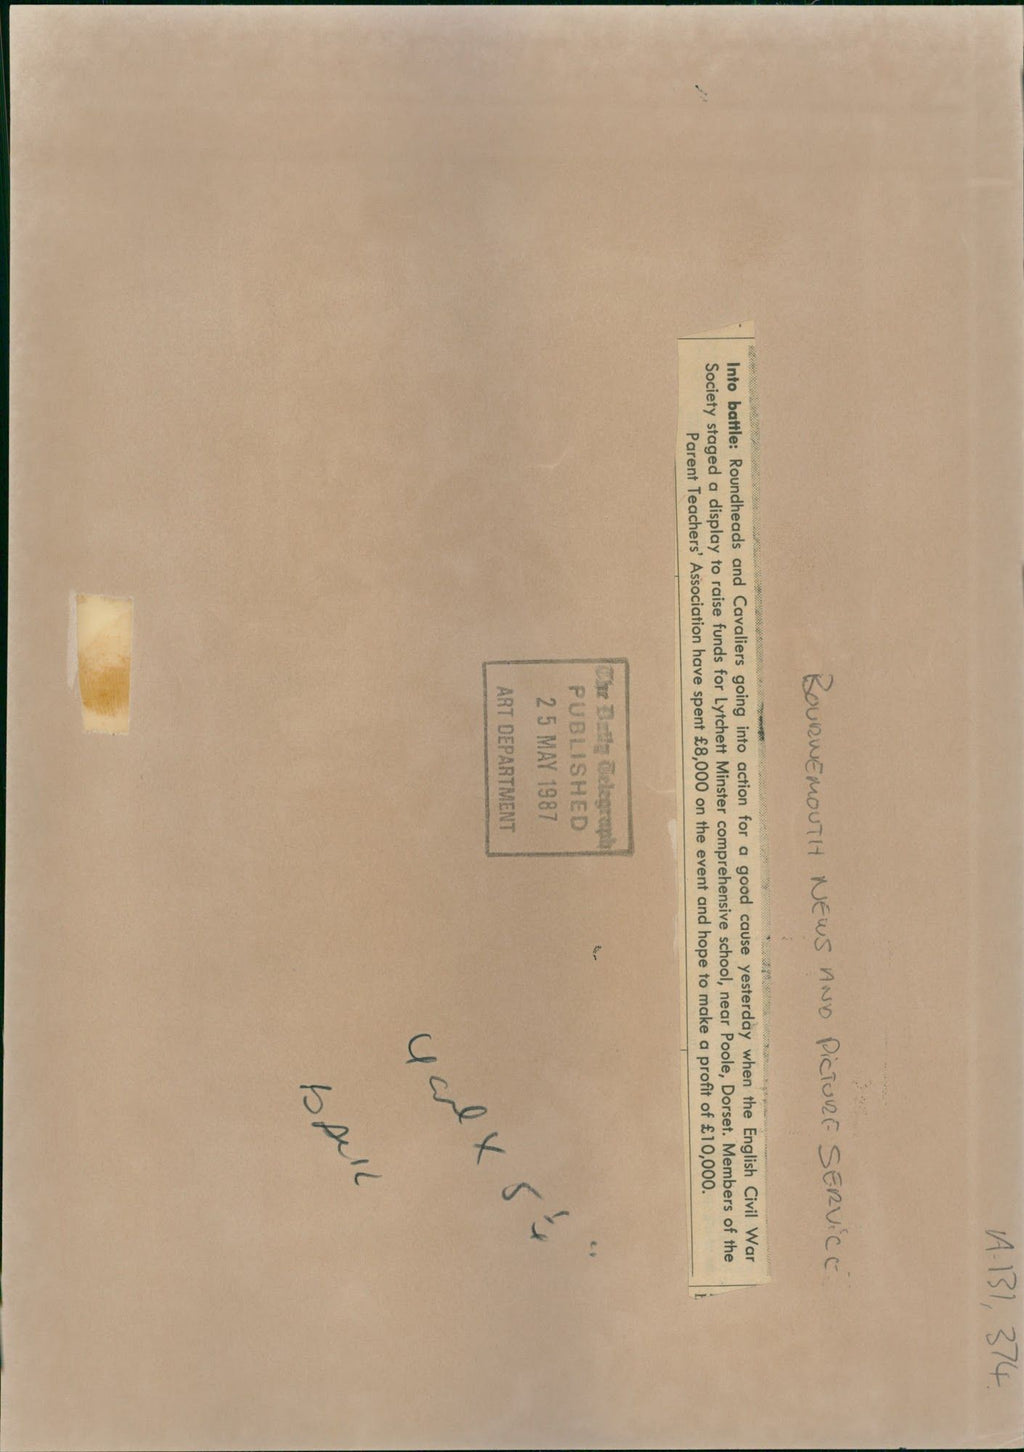 IA-131, 374
BOURNEMOUTH NEWS AND PICTURE SERVICE.
Into battle: Roundheads and Cavaliers going into action for a good cause yesterday when the English Civil War
Society staged a display to raise funds for Lytchett Minster comprehensive school, near Poole, Dorset. Members of the
Parent Teachers' Association have spent £8,000 on the event and hope to make a profit of £10,000.
The Daily Telegraph
PUBLISHED
25 MAY 1987
ART DEPARTMENT